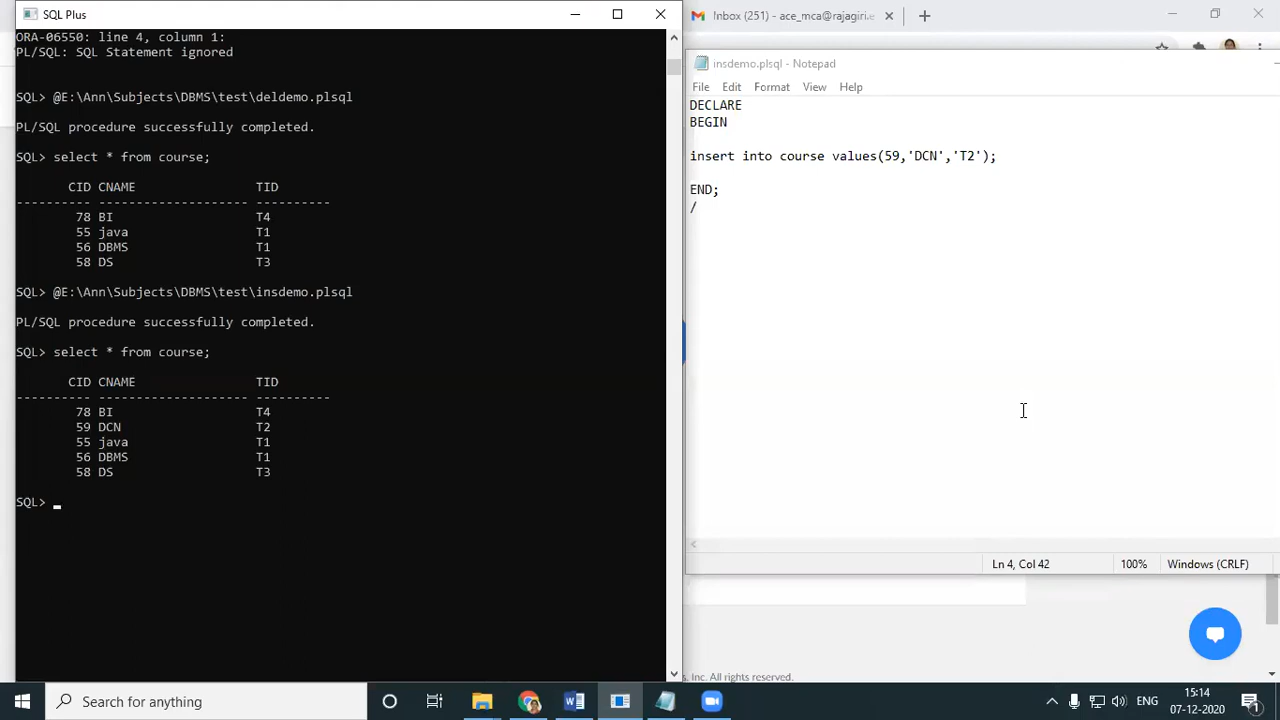 SQL Plus
ORA-06550: line 4, column 1:
PL/SQL: SQL Statement ignored
SQL> @E:\Ann\Subjects\DBMS\test\deldemo.plsql
PL/SQL procedure successfully completed.
SQL> select * from course;
CID CNAME TID
---------- -------------------- ----------
78 BI T4
55 java T1
56 DBMS T1
58 DS T3
SQL> @E:\Ann\Subjects\DBMS\test\insdemo.plsql
PL/SQL procedure successfully completed.
SQL> select * from course;
CID CNAME TID
---------- -------------------- ----------
78 BI T4
59 DCN T2
55 java T1
56 DBMS T1
58 DS T3
SQL>
Inbox (251) - ace_mca@rajagiri.e
insdemo.plsql - Notepad
File Edit Format View Help
DECLARE
BEGIN
insert into course values(59,'DCN','T2');
END;
/
Ln 4, Col 42 100% Windows (CRLF)
s, Inc. All rights reserved.
Search for anything
ENG
15:14
07-12-2020
1